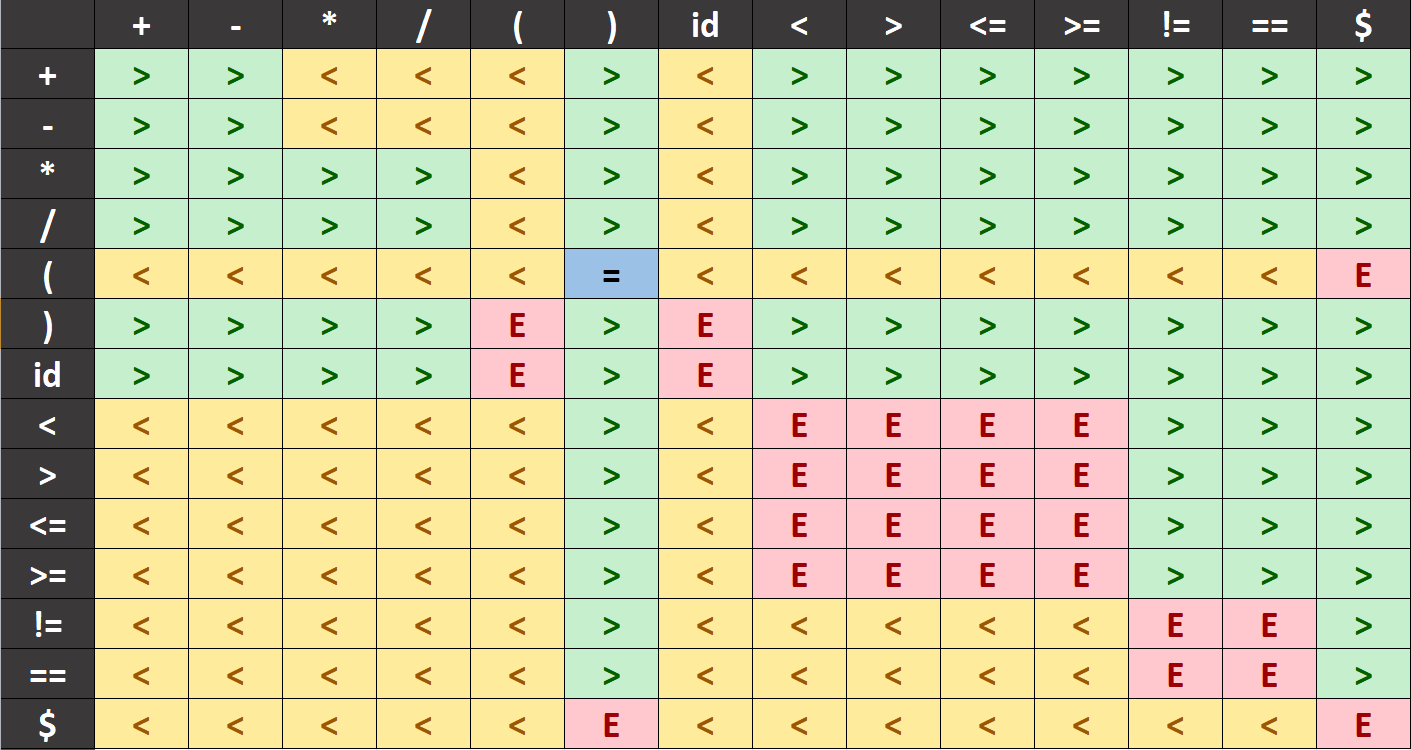 + - * / ( ) id < > <= >= != == $
+ > > < < < > < > > > > > > >
- > > < < < > < > > > > > > >
* > > > > < > < > > > > > > >
/ > > > > < > < > > > > > > >
( < < < < < = < < < < < < < E
) > > > > E > E > > > > > > >
id > > > > E > E > > > > > > >
< < < < < < > < E E E E > > >
> < < < < < > < E E E E > > >
<= < < < < < > < E E E E > > >
>= < < < < < > < E E E E > > >
!= < < < < < > < < < < < E E >
== < < < < < > < < < < < E E >
$ < < < < < E < < < < < < < E